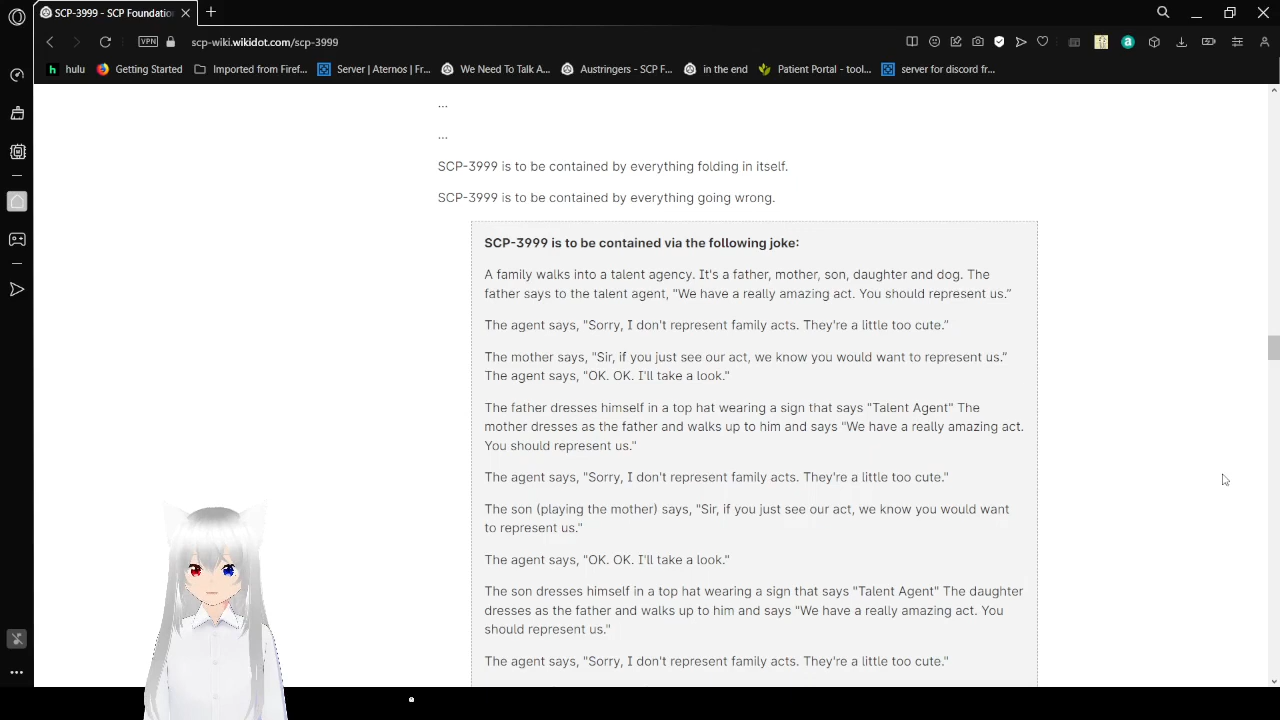 SCP-3999 - SCP Foundatio
VPN
scp-wiki.wikidot.com/scp-3999
a
h hulu
Getting Started
Imported from Firef...
Server | Aternos | Fr...
We Need To Talk A...
Austringers - SCP F...
in the end
Patient Portal - tool...
server for discord fr...
...
...
SCP-3999 is to be contained by everything folding in itself.
SCP-3999 is to be contained by everything going wrong.
SCP-3999 is to be contained via the following joke:
A family walks into a talent agency. It's a father, mother, son, daughter and dog. The
father says to the talent agent, "We have a really amazing act. You should represent us."
The agent says, "Sorry, I don't represent family acts. They're a little too cute."
The mother says, "Sir, if you just see our act, we know you would want to represent us."
The agent says, "OK. OK. I'll take a look."
The father dresses himself in a top hat wearing a sign that says "Talent Agent" The
mother dresses as the father and walks up to him and says "We have a really amazing act.
You should represent us."
The agent says, "Sorry, I don't represent family acts. They're a little too cute."
The son (playing the mother) says, "Sir, if you just see our act, we know you would want
to represent us."
The agent says, "OK. OK. I'll take a look."
The son dresses himself in a top hat wearing a sign that says "Talent Agent" The daughter
dresses as the father and walks up to him and says "We have a really amazing act. You
should represent us."
The agent says, "Sorry, I don't represent family acts. They're a little too cute."